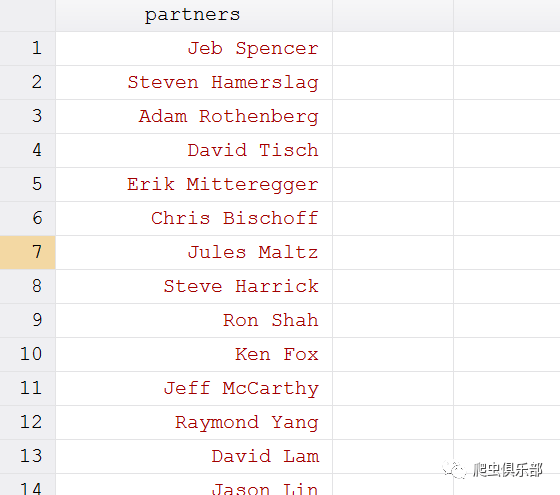 partners
1 Jeb Spencer
2 Steven Hamerslag
3 Adam Rothenberg
4 David Tisch
5 Erik Mitteregger
6 Chris Bischoff
7 Jules Maltz
8 Steve Harrick
9 Ron Shah
10 Ken Fox
11 Jeff McCarthy
12 Raymond Yang
13 David Lam
14 Jason Lin
爬虫俱乐部